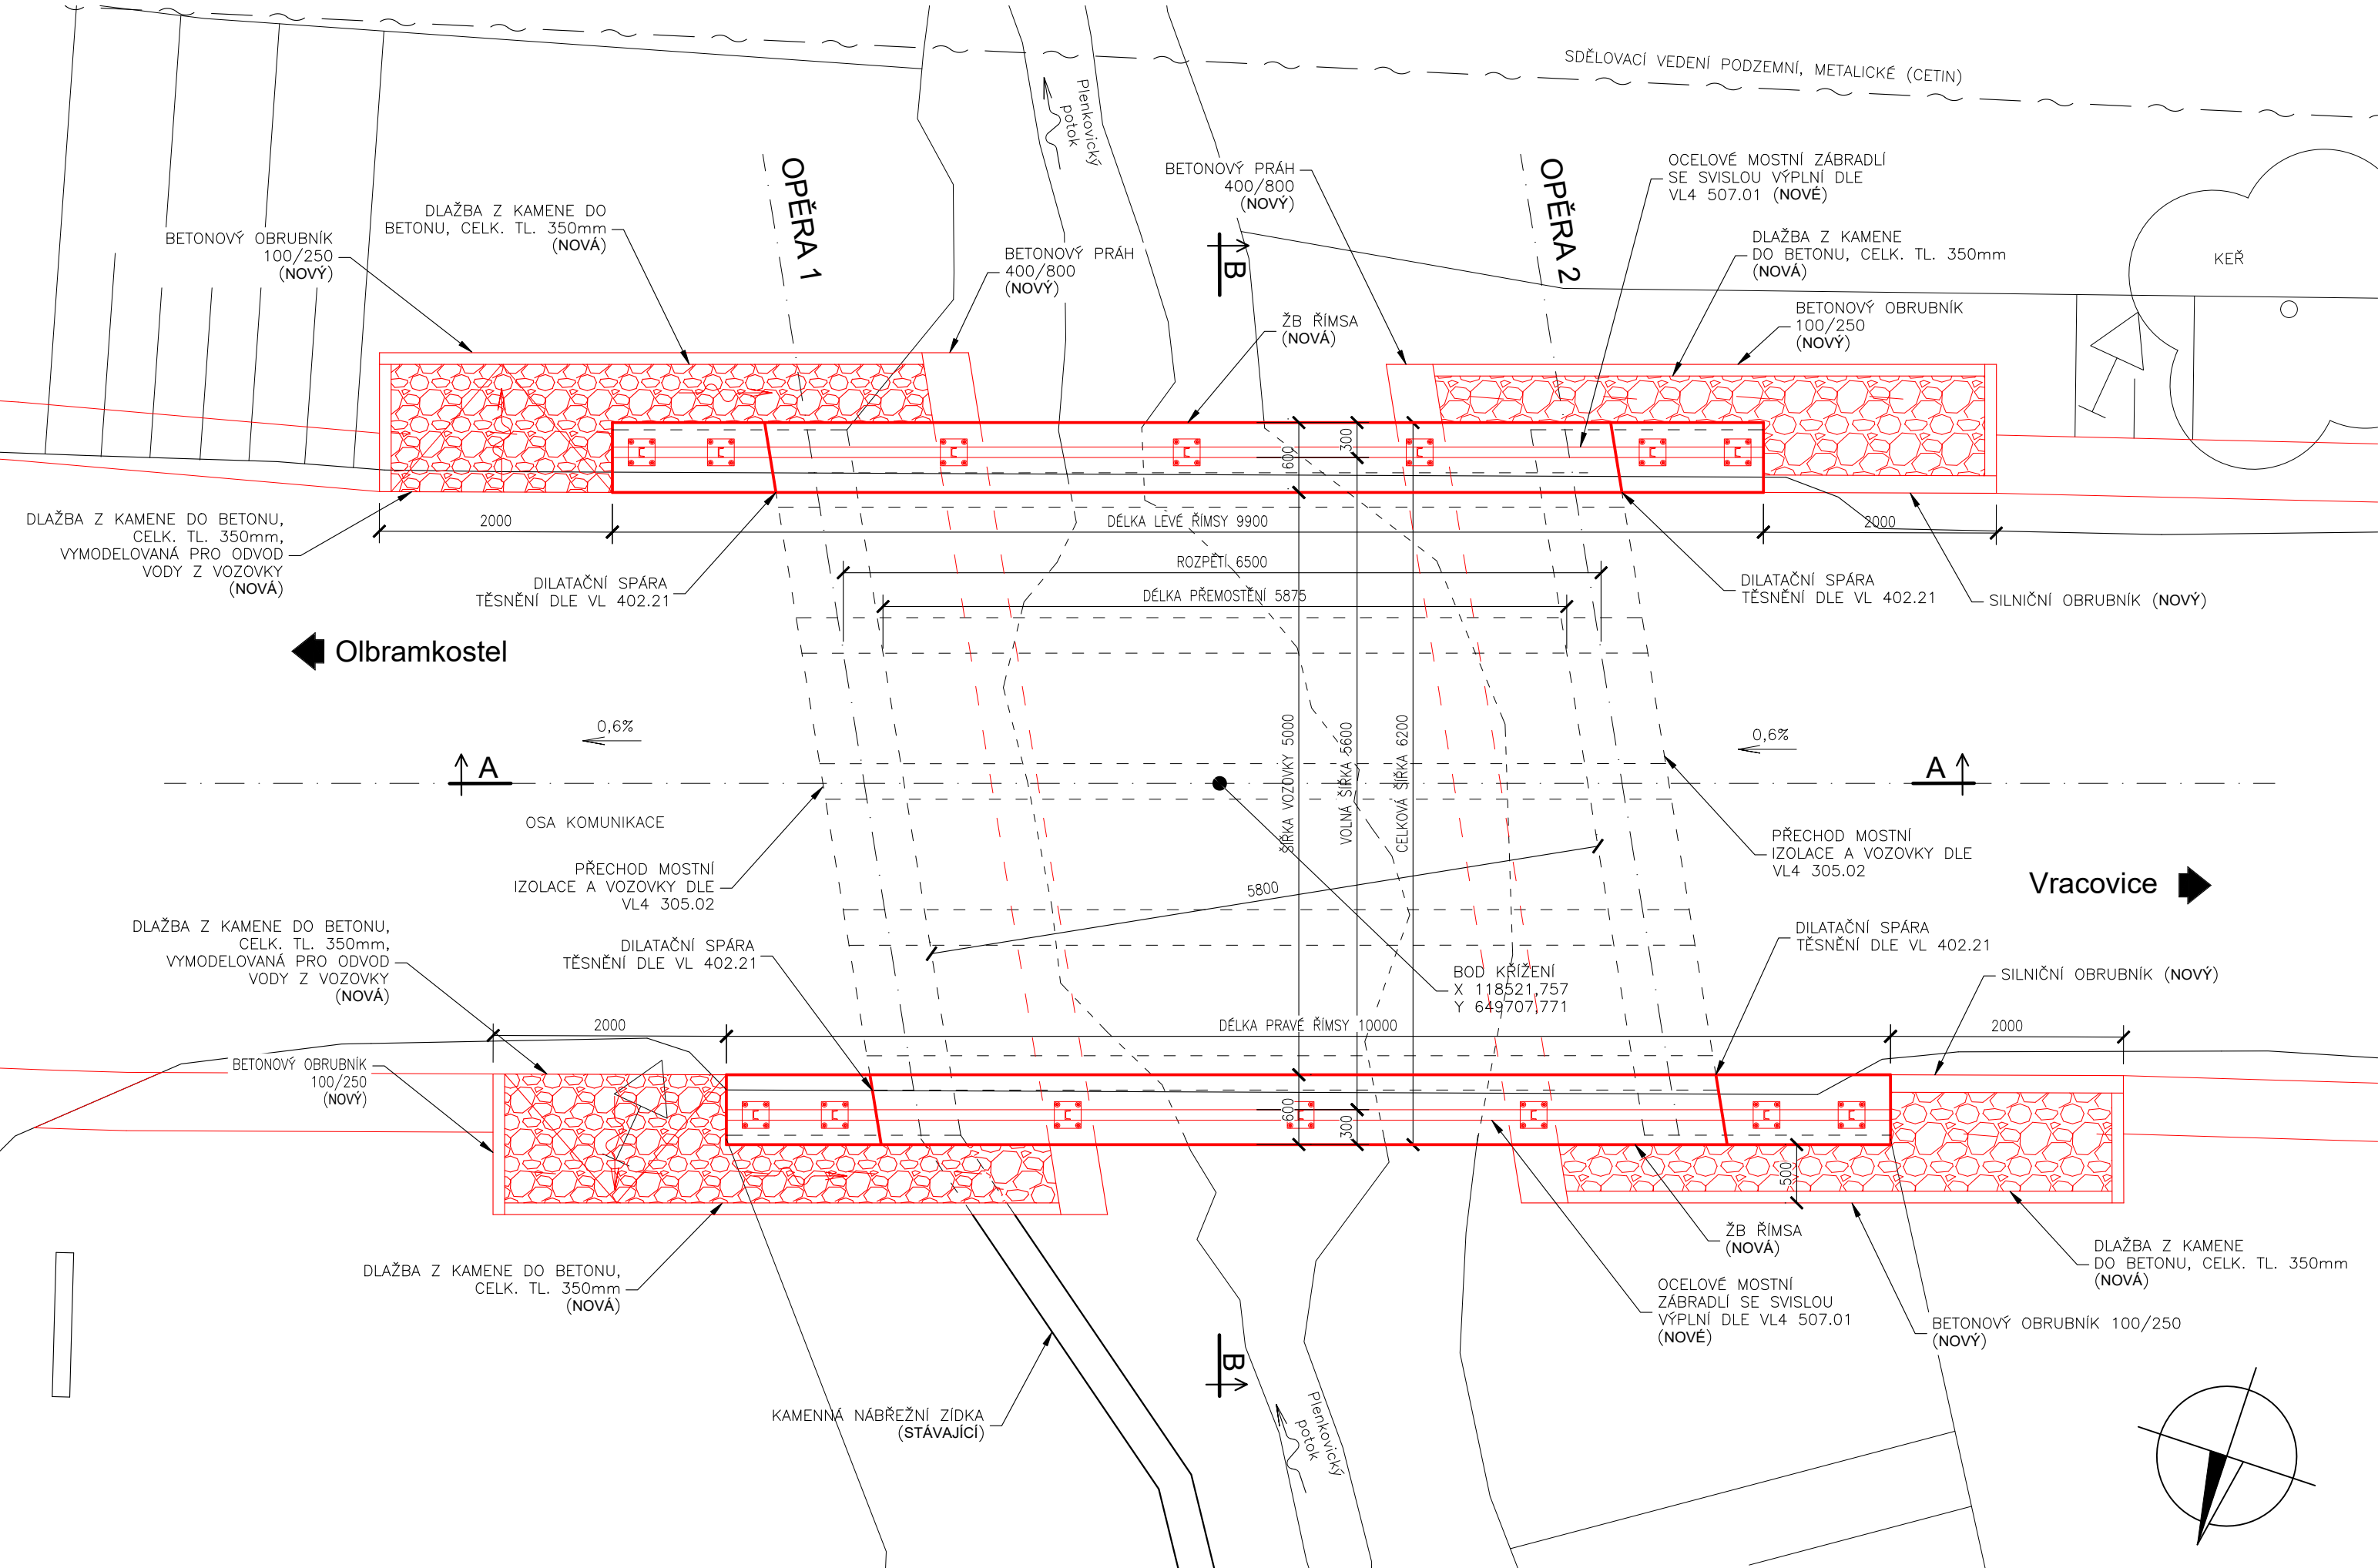 SDĚLOVACÍ VEDENÍ PODZEMNÍ, METALICKÉ (CETIN)
Plenkovický
potok
OPĚRA 1
OPĚRA 2
BETONOVÝ PRÁH
400/800
(NOVÝ)
OCELOVÉ MOSTNÍ ZÁBRADLÍ
SE SVISLOU VÝPLNÍ DLE
VL4 507.01 (NOVÉ)
DLAŽBA Z KAMENE DO
BETONU, CELK. TL. 350mm
(NOVÁ)
BETONOVÝ OBRUBNÍK
100/250
(NOVÝ)
BETONOVÝ PRÁH
400/800
(NOVÝ)
B
DLAŽBA Z KAMENE
DO BETONU, CELK. TL. 350mm
(NOVÁ)
KEŘ
BETONOVÝ OBRUBNÍK
100/250
(NOVÝ)
ŽB ŘÍMSA
(NOVÁ)
600
300
DLAŽBA Z KAMENE DO BETONU,
CELK. TL. 350mm,
VYMODELOVANÁ PRO ODVOD
VODY Z VOZOVKY
(NOVÁ)
2000
DÉLKA LEVÉ ŘÍMSY 9900
2000
ROZPĚTÍ 6500
DÉLKA PŘEMOSTĚNÍ 5875
DILATAČNÍ SPÁRA
TĚSNĚNÍ DLE VL 402.21
DILATAČNÍ SPÁRA
TĚSNĚNÍ DLE VL 402.21
SILNIČNÍ OBRUBNÍK (NOVÝ)
Olbramkostel
0,6%
0,6%
A
A
ŠÍŘKA VOZOVKY 5000
VOLNÁ ŠÍŘKA 5600
CELKOVÁ ŠÍŘKA 6200
OSA KOMUNIKACE
PŘECHOD MOSTNÍ
IZOLACE A VOZOVKY DLE
VL4 305.02
PŘECHOD MOSTNÍ
IZOLACE A VOZOVKY DLE
VL4 305.02
Vracovice
5800
DLAŽBA Z KAMENE DO BETONU,
CELK. TL. 350mm,
VYMODELOVANÁ PRO ODVOD
VODY Z VOZOVKY
(NOVÁ)
DILATAČNÍ SPÁRA
TĚSNĚNÍ DLE VL 402.21
DILATAČNÍ SPÁRA
TĚSNĚNÍ DLE VL 402.21
BOD KŘÍŽENÍ
X 118521,757
Y 649707,771
SILNIČNÍ OBRUBNÍK (NOVÝ)
2000
DÉLKA PRAVÉ ŘÍMSY 10000
2000
BETONOVÝ OBRUBNÍK
100/250
(NOVÝ)
600
300
500
ŽB ŘÍMSA
(NOVÁ)
DLAŽBA Z KAMENE
DO BETONU, CELK. TL. 350mm
(NOVÁ)
DLAŽBA Z KAMENE DO BETONU,
CELK. TL. 350mm
(NOVÁ)
OCELOVÉ MOSTNÍ
ZÁBRADLÍ SE SVISLOU
VÝPLNÍ DLE VL4 507.01
(NOVÉ)
BETONOVÝ OBRUBNÍK 100/250
(NOVÝ)
B
KAMENNÁ NÁBŘEŽNÍ ZÍDKA
(STÁVAJÍCÍ)
Plenkovický
potok